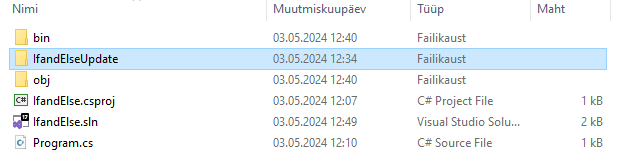 Nimi Muutmiskuupäev Tüüp Maht
bin 03.05.2024 12:40 Failikaust
IfandElseUpdate 03.05.2024 12:34 Failikaust
obj 03.05.2024 12:40 Failikaust
C# IfandElse.csproj 03.05.2024 12:07 C# Project File 1 kB
17 IfandElse.sln 03.05.2024 12:49 Visual Studio Solu... 2 kB
C# Program.cs 03.05.2024 12:10 C# Source File 1 kB